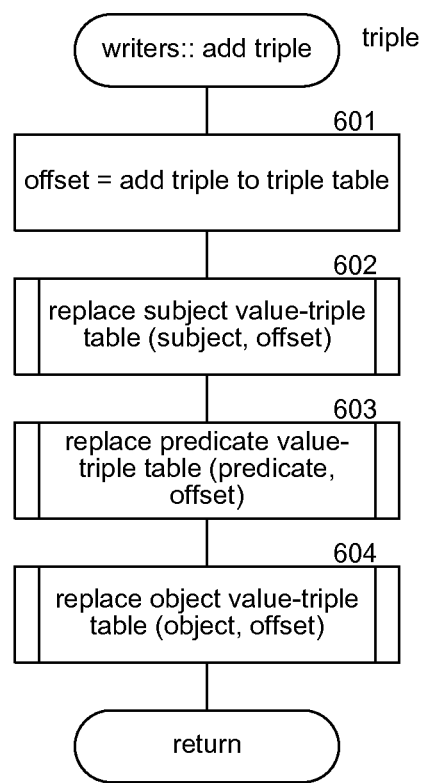 writers:: add triple
triple
601
offset = add triple to triple table
602
replace subject value-triple
table (subject, offset)
603
replace predicate value-
triple table (predicate,
offset)
604
replace object value-triple
table (object, offset)
return